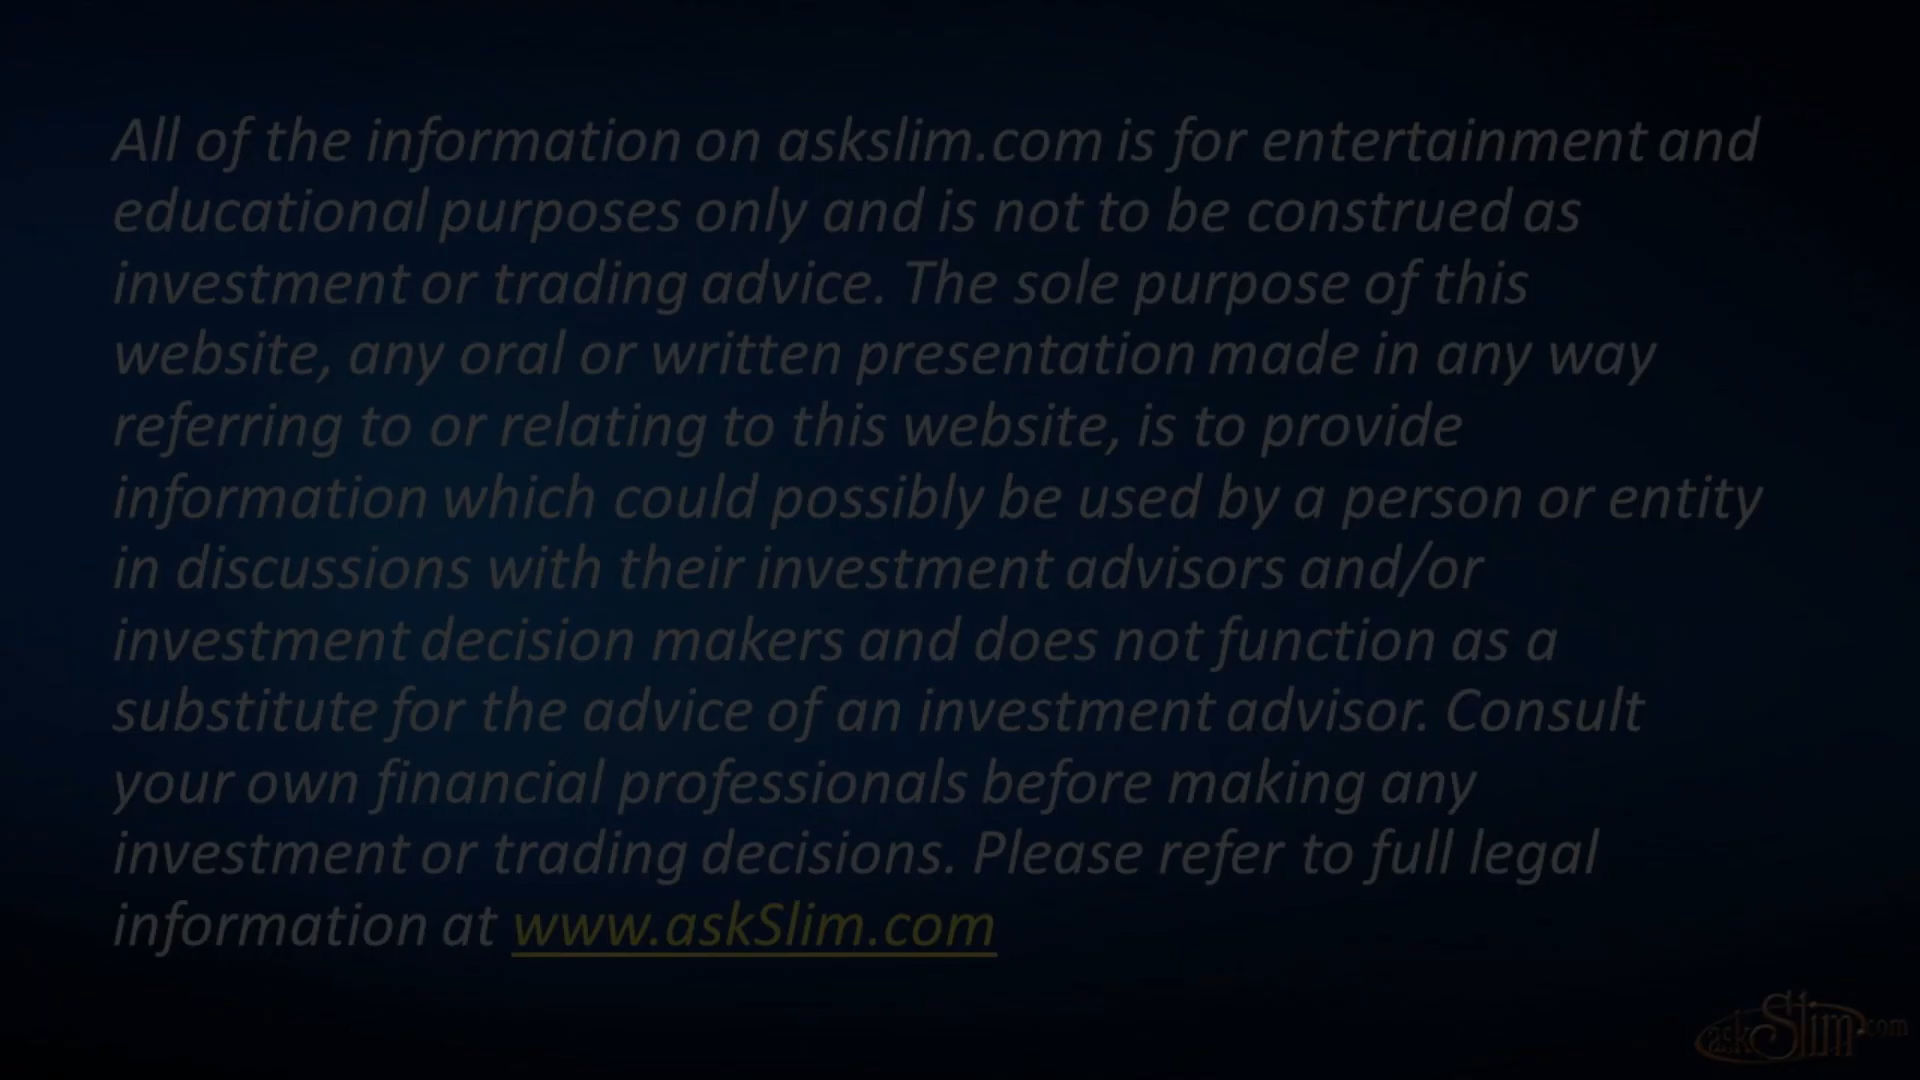 All of the information on askslim.com is for entertainment and
educational purposes only and is not to be construed as
investment or trading advice. The sole purpose of this
website, any oral or written presentation made in any way
referring to or relating to this website, is to provide
information which could possibly be used by a person or entity
in discussions with their investment advisors and/or
investment decision makers and does not function as a
substitute for the advice of an investment advisor. Consult
your own financial professionals before making any
investment or trading decisions. Please refer to full legal
information at www.askSlim.com
askSlim.com